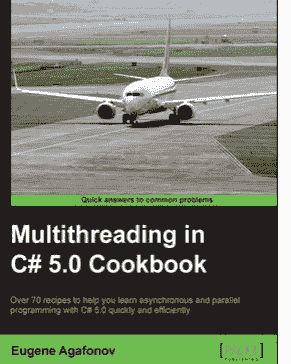 Quick answers to common problems
Multithreading in
C# 5.0 Cookbook
Over 70 recipes to help you learn asynchronous and parallel
programming with C# 5.0 quickly and efficiently
Eugene Agafonov
PUBLISHING